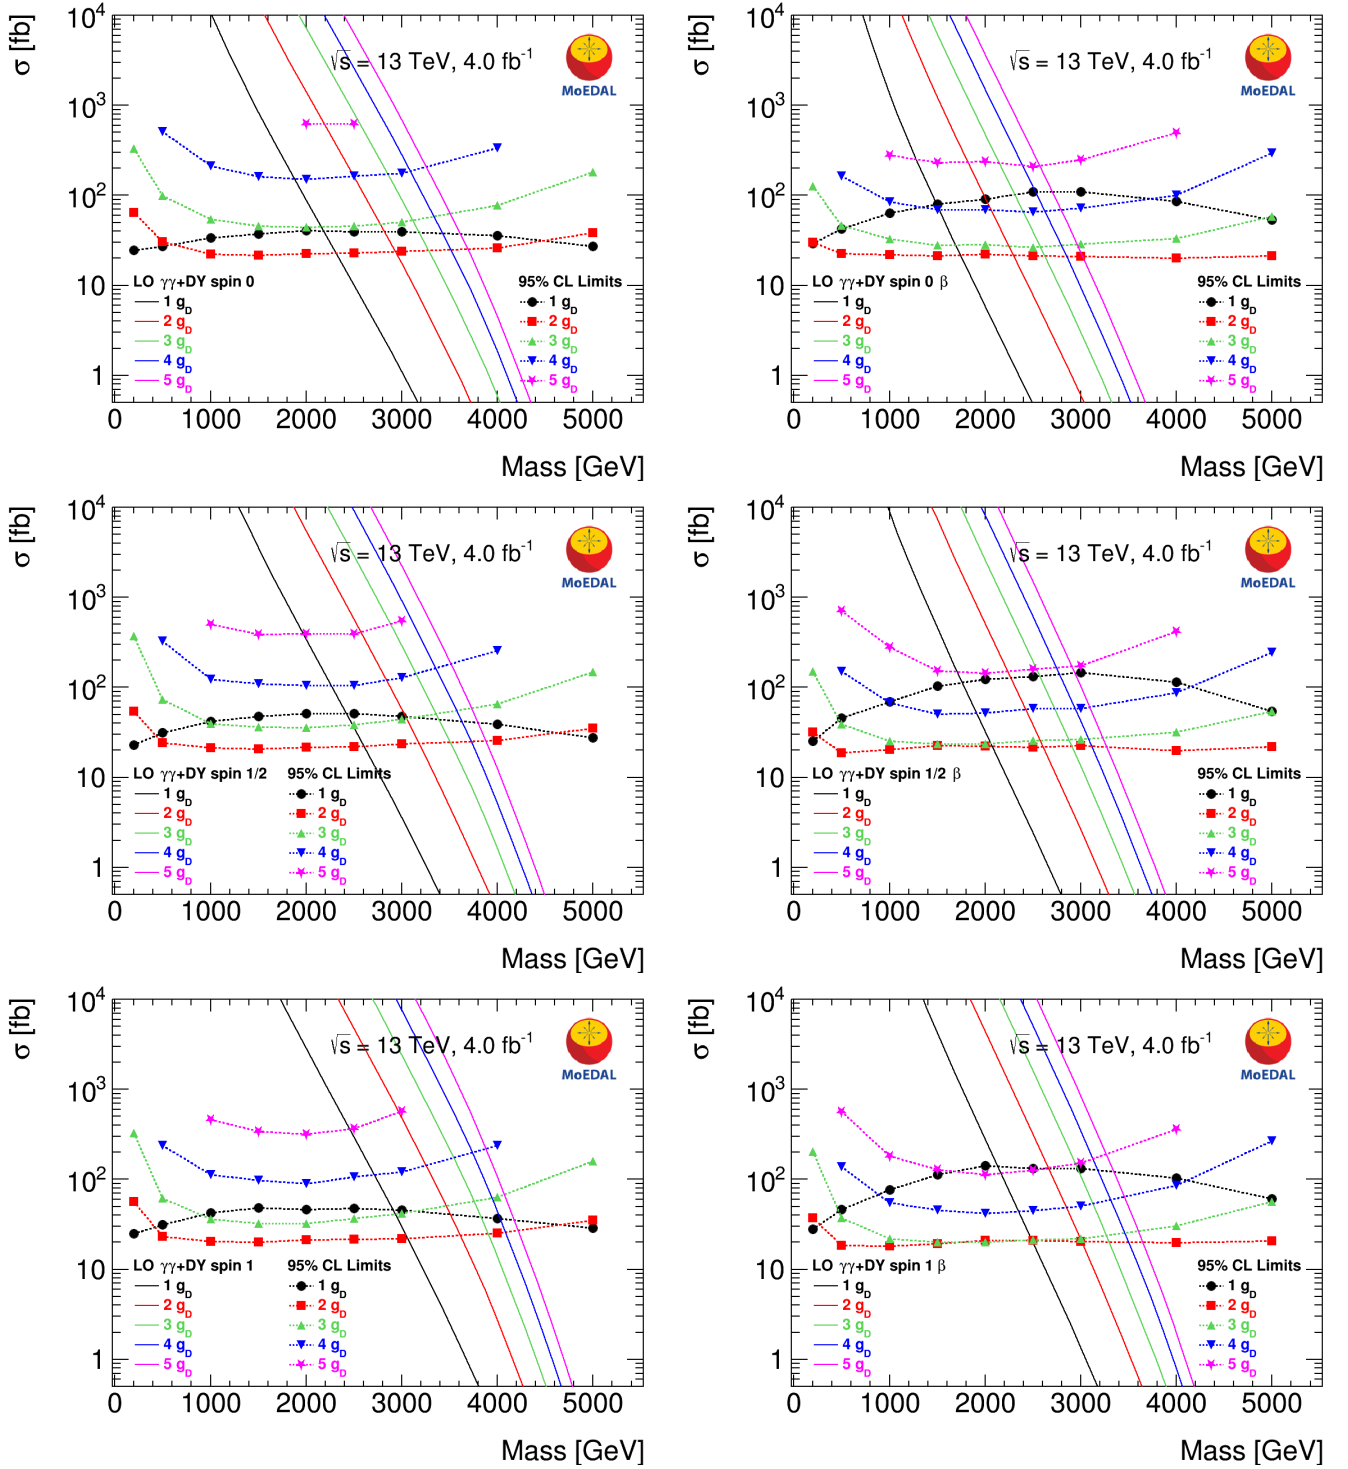 σ [fb]
10⁴
10³
10²
10
1
√s = 13 TeV, 4.0 fb⁻¹
MoEDAL
LO γγ+DY spin 0
1 g_D
2 g_D
3 g_D
4 g_D
5 g_D
95% CL Limits
1 g_D
2 g_D
3 g_D
4 g_D
5 g_D
0 1000 2000 3000 4000 5000
Mass [GeV]
σ [fb]
10⁴
10³
10²
10
1
√s = 13 TeV, 4.0 fb⁻¹
MoEDAL
LO γγ+DY spin 0 β
1 g_D
2 g_D
3 g_D
4 g_D
5 g_D
95% CL Limits
1 g_D
2 g_D
3 g_D
4 g_D
5 g_D
0 1000 2000 3000 4000 5000
Mass [GeV]
σ [fb]
10⁴
10³
10²
10
1
√s = 13 TeV, 4.0 fb⁻¹
MoEDAL
LO γγ+DY spin 1/2
1 g_D
2 g_D
3 g_D
4 g_D
5 g_D
95% CL Limits
1 g_D
2 g_D
3 g_D
4 g_D
5 g_D
0 1000 2000 3000 4000 5000
Mass [GeV]
σ [fb]
10⁴
10³
10²
10
1
√s = 13 TeV, 4.0 fb⁻¹
MoEDAL
LO γγ+DY spin 1/2 β
1 g_D
2 g_D
3 g_D
4 g_D
5 g_D
95% CL Limits
1 g_D
2 g_D
3 g_D
4 g_D
5 g_D
0 1000 2000 3000 4000 5000
Mass [GeV]
σ [fb]
10⁴
10³
10²
10
1
√s = 13 TeV, 4.0 fb⁻¹
MoEDAL
LO γγ+DY spin 1
1 g_D
2 g_D
3 g_D
4 g_D
5 g_D
95% CL Limits
1 g_D
2 g_D
3 g_D
4 g_D
5 g_D
0 1000 2000 3000 4000 5000
Mass [GeV]
σ [fb]
10⁴
10³
10²
10
1
√s = 13 TeV, 4.0 fb⁻¹
MoEDAL
LO γγ+DY spin 1 β
1 g_D
2 g_D
3 g_D
4 g_D
5 g_D
95% CL Limits
1 g_D
2 g_D
3 g_D
4 g_D
5 g_D
0 1000 2000 3000 4000 5000
Mass [GeV]